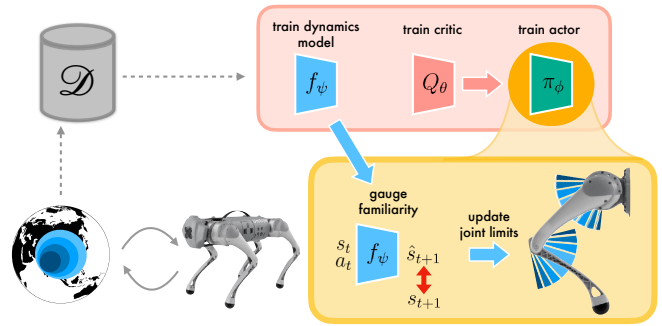 train dynamics
model
train critic
train actor
𝒟
f_ψ
Q_θ
π_ϕ
gauge
familiarity
update
joint limits
s_t
a_t
f_ψ
ŝ_{t+1}
s_{t+1}